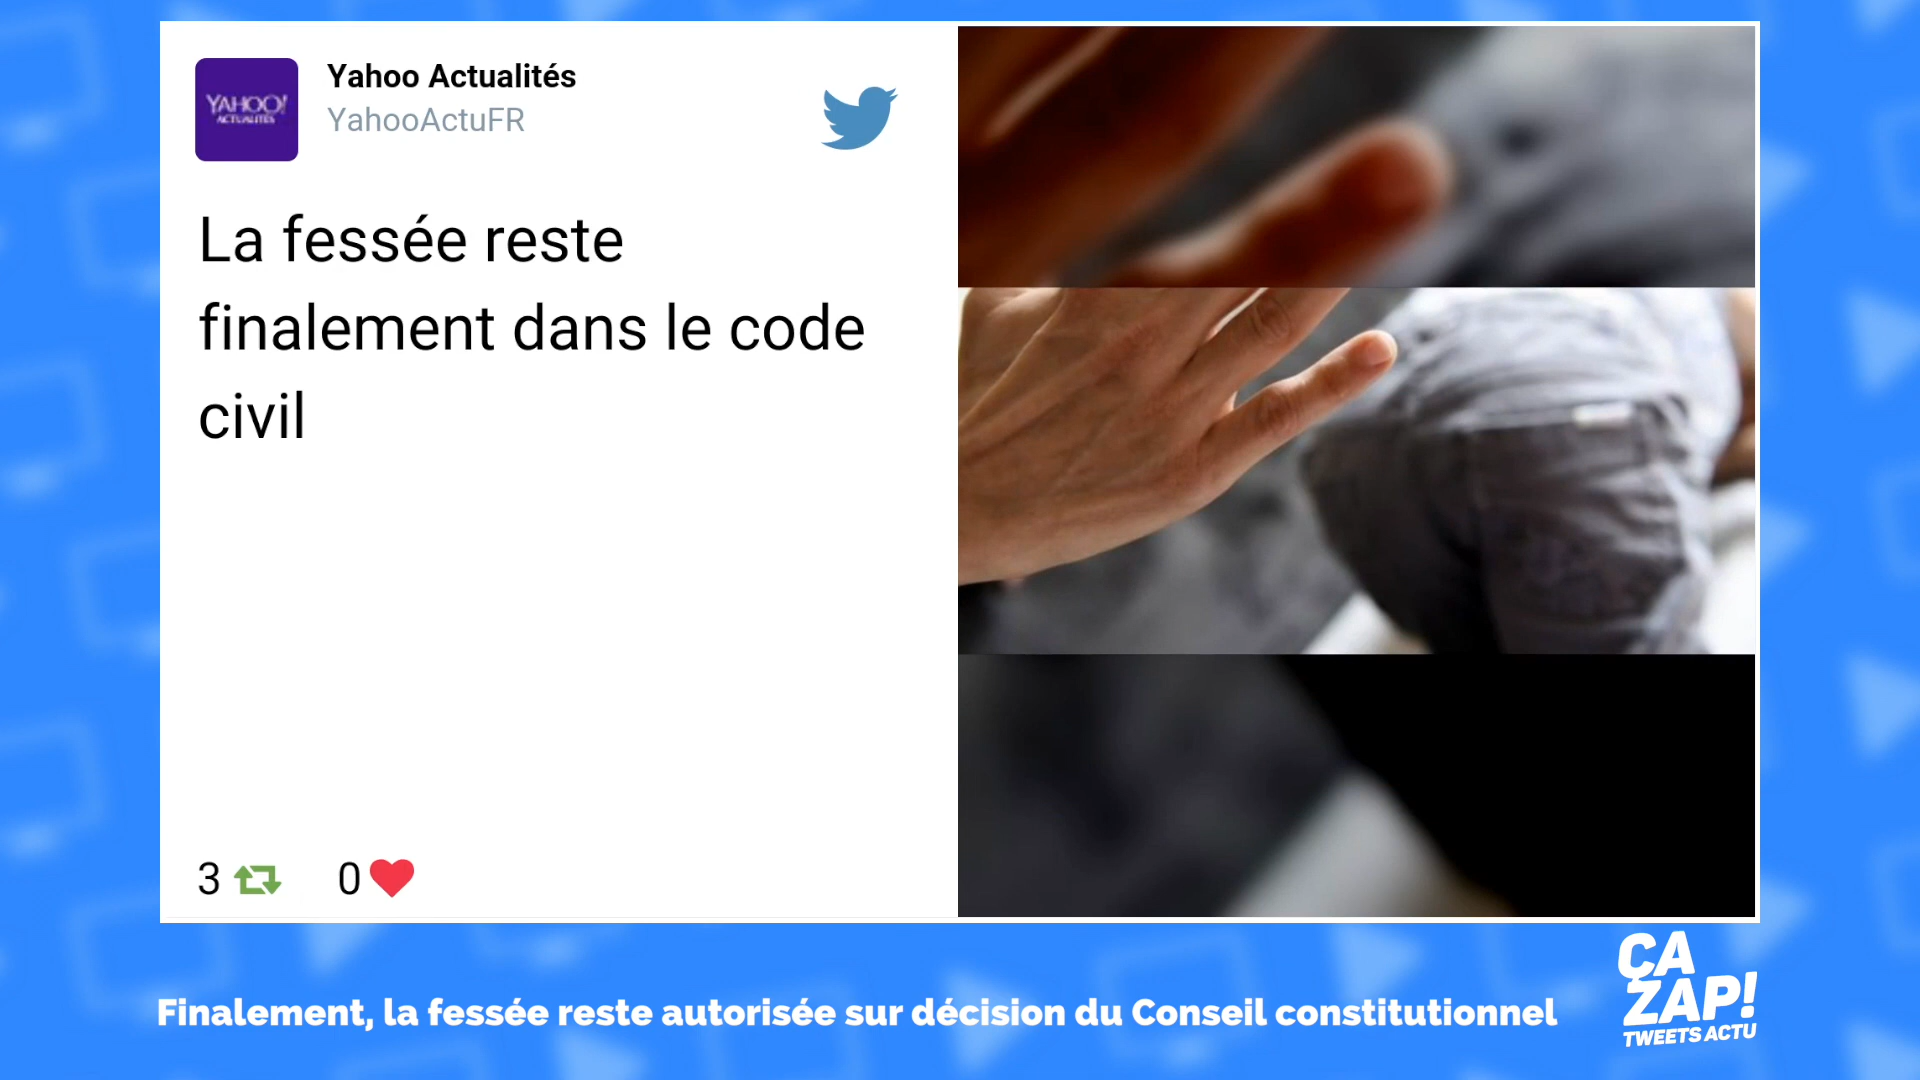 YAHOO!
ACTUALITÉS
Yahoo Actualités
YahooActuFR
La fessée reste
finalement dans le code
civil
3
0
Finalement, la fessée reste autorisée sur décision du Conseil constitutionnel
ÇA
ZAP!
TWEETS ACTU